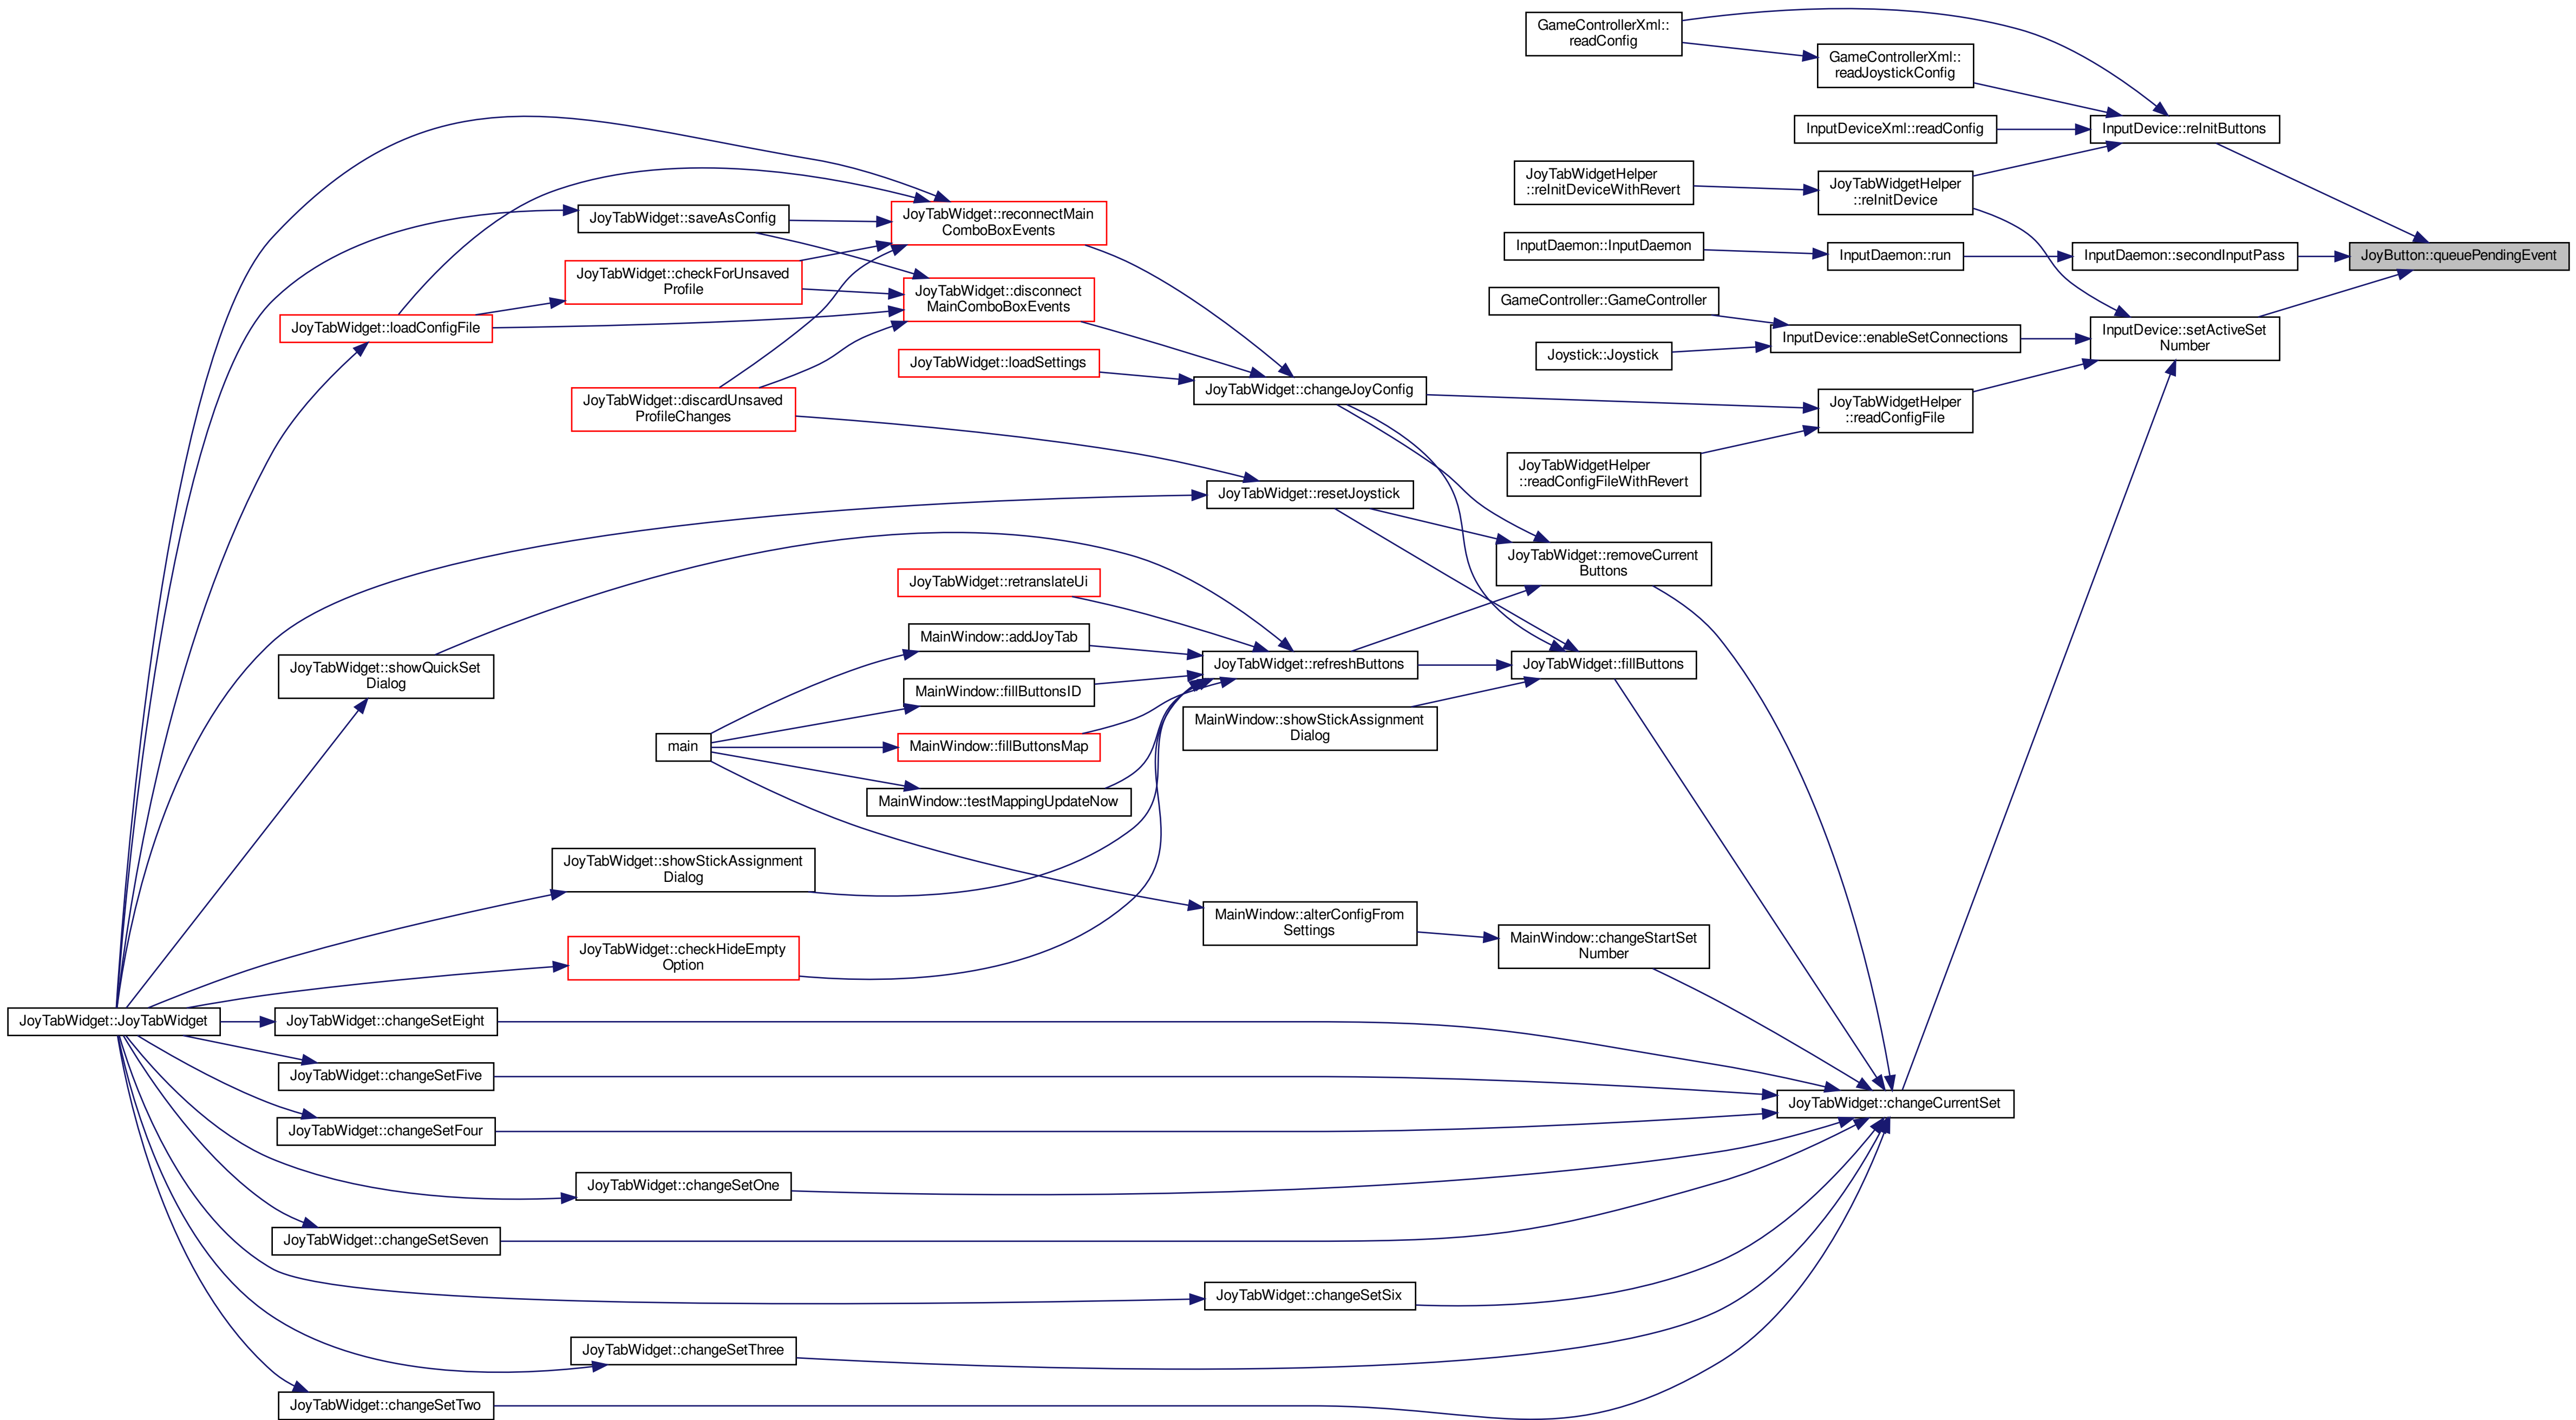 GameControllerXml::
readConfig
GameControllerXml::
readJoystickConfig
InputDeviceXml::readConfig
InputDevice::reInitButtons
JoyTabWidgetHelper
::reInitDeviceWithRevert
JoyTabWidgetHelper
::reInitDevice
JoyTabWidget::reconnectMain
ComboBoxEvents
JoyTabWidget::saveAsConfig
InputDaemon::InputDaemon
InputDaemon::run
InputDaemon::secondInputPass
JoyButton::queuePendingEvent
JoyTabWidget::checkForUnsaved
Profile
JoyTabWidget::disconnect
MainComboBoxEvents
GameController::GameController
JoyTabWidget::loadConfigFile
InputDevice::enableSetConnections
InputDevice::setActiveSet
Number
Joystick::Joystick
JoyTabWidget::loadSettings
JoyTabWidget::changeJoyConfig
JoyTabWidget::discardUnsaved
ProfileChanges
JoyTabWidgetHelper
::readConfigFile
JoyTabWidgetHelper
::readConfigFileWithRevert
JoyTabWidget::resetJoystick
JoyTabWidget::removeCurrent
Buttons
JoyTabWidget::retranslateUi
MainWindow::addJoyTab
JoyTabWidget::showQuickSet
Dialog
JoyTabWidget::refreshButtons
JoyTabWidget::fillButtons
MainWindow::fillButtonsID
MainWindow::showStickAssignment
Dialog
main
MainWindow::fillButtonsMap
MainWindow::testMappingUpdateNow
JoyTabWidget::showStickAssignment
Dialog
MainWindow::alterConfigFrom
Settings
MainWindow::changeStartSet
Number
JoyTabWidget::checkHideEmpty
Option
JoyTabWidget::JoyTabWidget
JoyTabWidget::changeSetEight
JoyTabWidget::changeSetFive
JoyTabWidget::changeCurrentSet
JoyTabWidget::changeSetFour
JoyTabWidget::changeSetOne
JoyTabWidget::changeSetSeven
JoyTabWidget::changeSetSix
JoyTabWidget::changeSetThree
JoyTabWidget::changeSetTwo